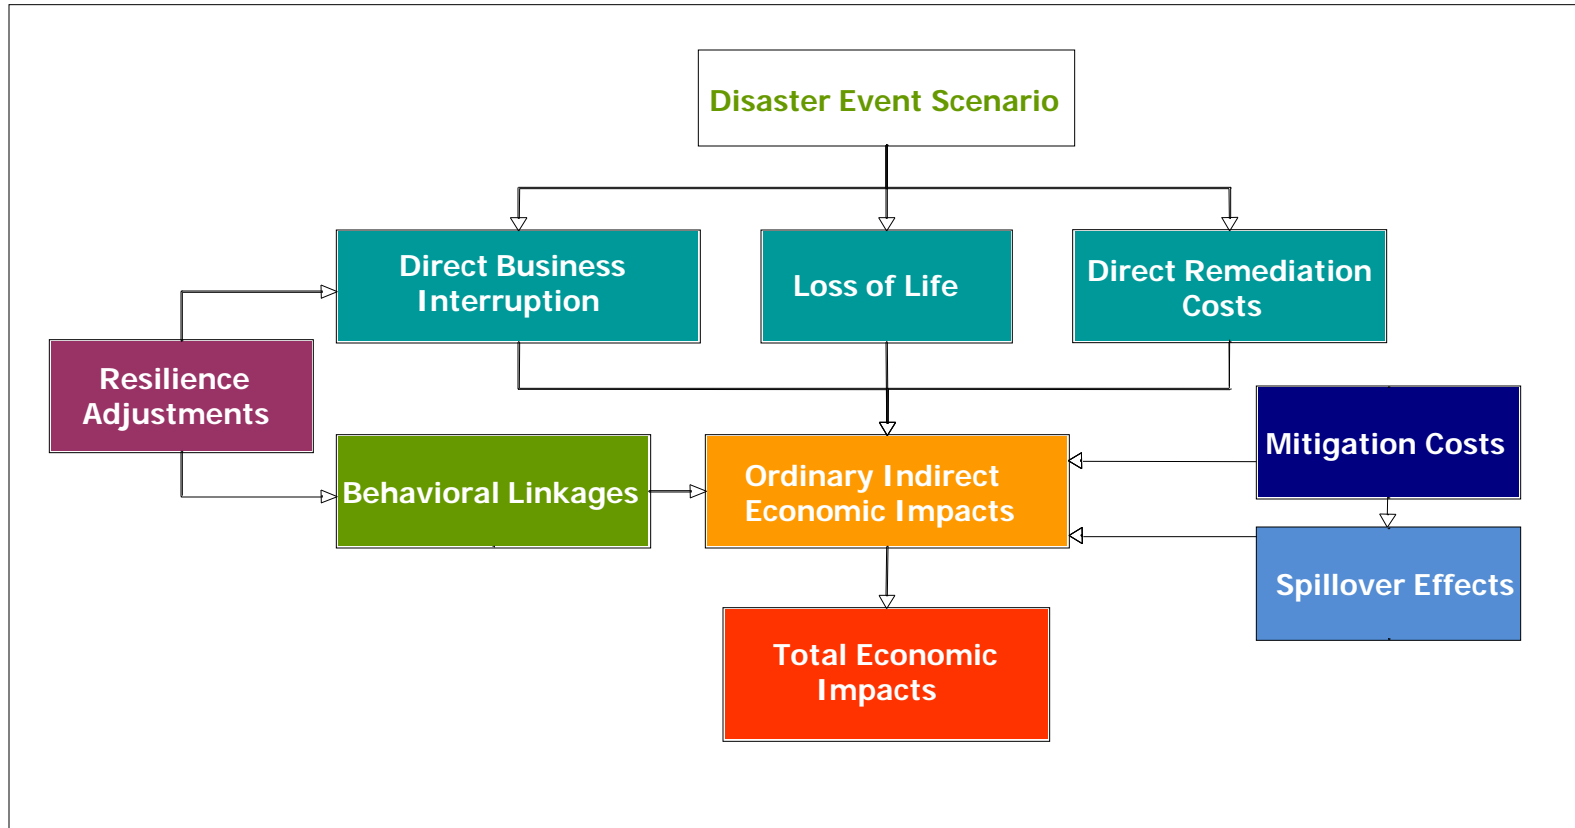 Disaster Event Scenario
Direct Business
Interruption
Loss of Life
Direct Remediation
Costs
Resilience
Adjustments
Behavioral Linkages
Ordinary Indirect
Economic Impacts
Mitigation Costs
Spillover Effects
Total Economic
Impacts